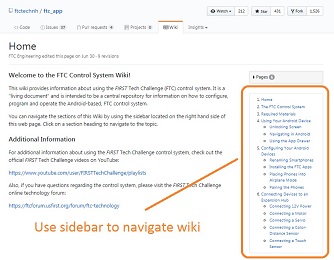 ftctechnh / ftc_app
Watch 212 Star 431 Fork 1,534
Code Issues 127 Pull requests 4 Projects 0 Wiki Insights
Home
FTC Engineering edited this page on Jun 30 · 9 revisions
Welcome to the FTC Control System Wiki!
This wiki provides information about using the FIRST Tech Challenge (FTC) control system. It is a
"living document" and is intended to be a central repository for information on how to configure,
program and operate the Android-based, FTC control system.
You can navigate the sections of this Wiki by using the sidebar located on the right hand side of
this web page. Click on a section heading to navigate to the topic.
Additional Information
For additional information about using the FIRST Tech Challenge control system, check out the
official FIRST Tech Challenge videos on YouTube:
https://www.youtube.com/user/FIRSTTechChallenge/playlists
Also, if you have questions regarding the control system, please visit the FIRST Tech Challenge
online technology forum:
https://ftcforum.usfirst.org/forum/ftc-technology
Pages
1. Home
2. The FTC Control System
3. Required Materials
4. Using Your Android Device
Unlocking Screen
Navigating in Android
Using the App Drawer
5. Configuring Your Android
Devices
Renaming Smartphones
Installing the FTC Apps
Placing Phones into
Airplane Mode
Pairing the Phones
6. Connecting Devices to an
Expansion Hub
Connecting 12V Power
Connecting a Motor
Connecting a Servo
Connecting a Color-
Distance Sensor
Connecting a Touch
Sensor
Use sidebar to navigate wiki